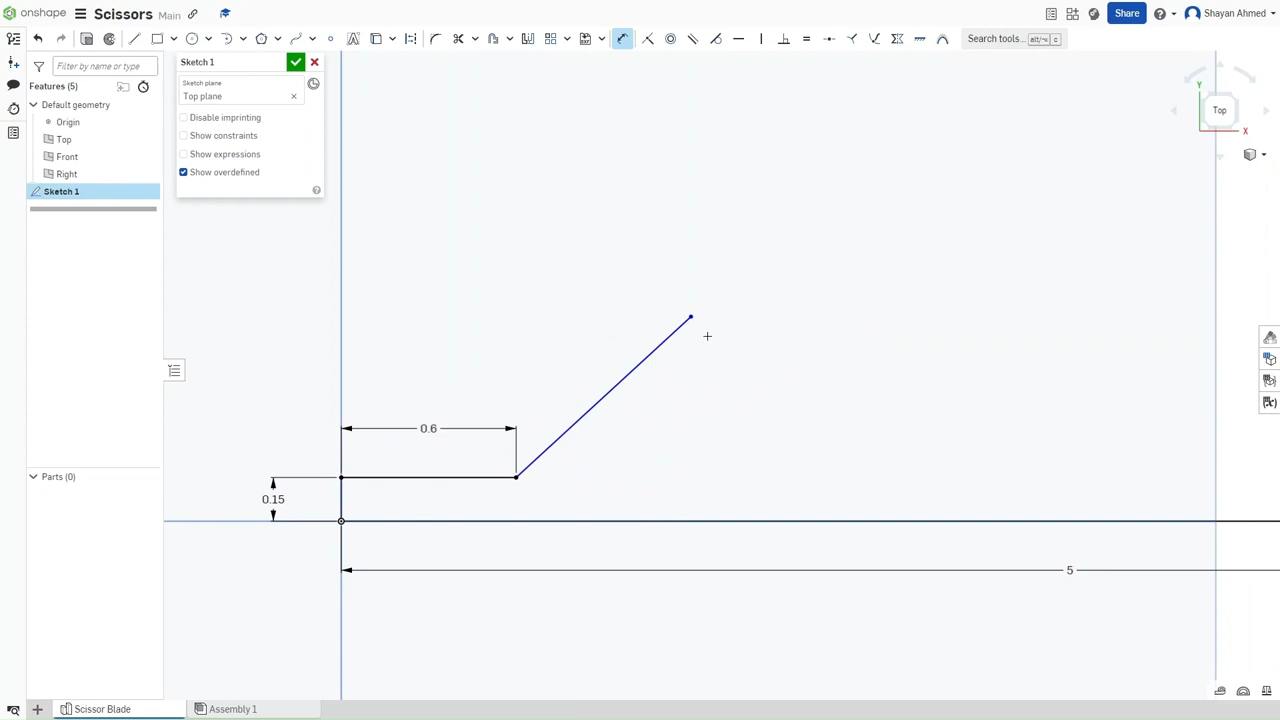 onshape Scissors Main Share Shayan Ahmed
Search tools... alt/⌥ c
Filter by name or type
Features (5)
Default geometry
Origin
Top
Front
Right
Sketch 1
Parts (0)
Sketch 1
Sketch plane
Top plane
Disable imprinting
Show constraints
Show expressions
Show overdefined
Y
Top
X
0.6
0.15
5
Scissor Blade Assembly 1